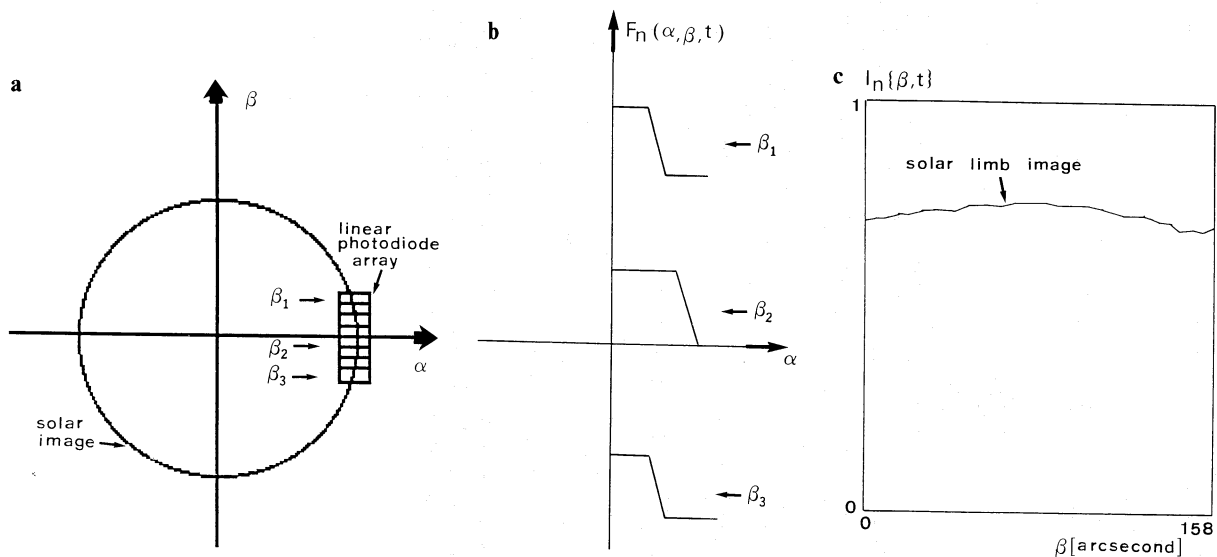 a
β
linear
photodiode
array
β₁
β₂
β₃
α
solar
image
b
Fₙ(α,β,t)
β₁
β₂
α
β₃
c
Iₙ{β,t}
1
solar limb image
0
0
158
β[arcsecond]